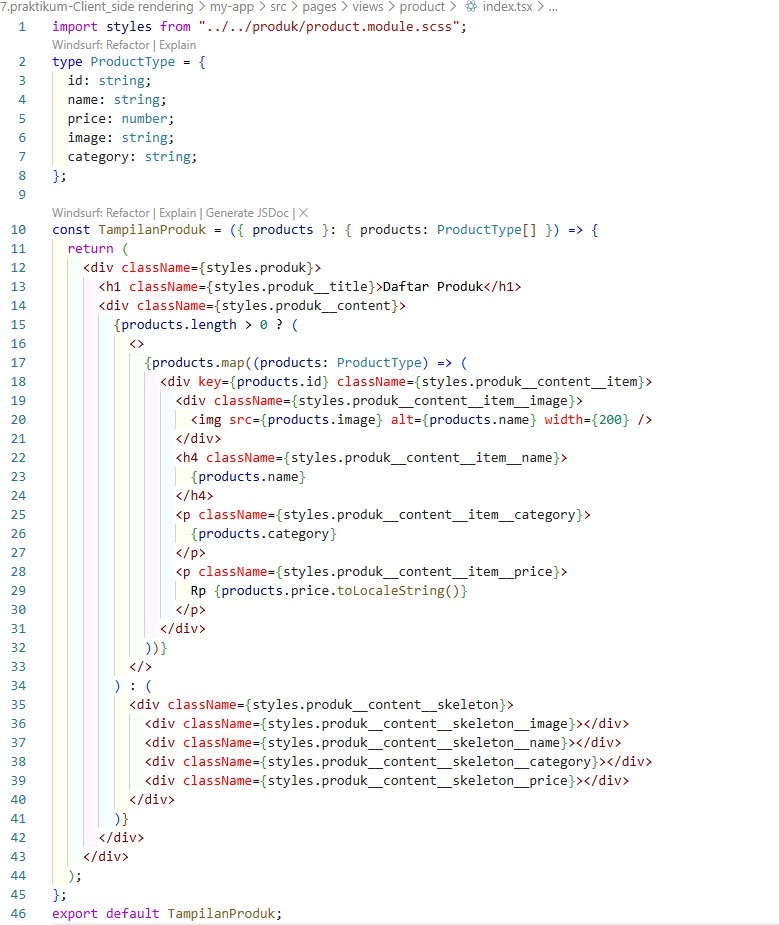 7.praktikum-Client_side rendering > my-app > src > pages > views > product > index.tsx > ...
1 import styles from "../../produk/product.module.scss";
Windsurf: Refactor | Explain
2 type ProductType = {
3   id: string;
4   name: string;
5   price: number;
6   image: string;
7   category: string;
8 };
9
Windsurf: Refactor | Explain | Generate JSDoc | X
10 const TampilanProduk = ({ products }: { products: ProductType[] }) => {
11   return (
12     <div className={styles.produk}>
13       <h1 className={styles.produk__title}>Daftar Produk</h1>
14       <div className={styles.produk__content}>
15         {products.length > 0 ? (
16           <>
17             {products.map((products: ProductType) => (
18               <div key={products.id} className={styles.produk__content__item}>
19                 <div className={styles.produk__content__item__image}>
20                   <img src={products.image} alt={products.name} width={200} />
21                 </div>
22                 <h4 className={styles.produk__content__item__name}>
23                   {products.name}
24                 </h4>
25                 <p className={styles.produk__content__item__category}>
26                   {products.category}
27                 </p>
28                 <p className={styles.produk__content__item__price}>
29                   Rp {products.price.toLocaleString()}
30                 </p>
31               </div>
32             ))}
33           </>
34         ) : (
35           <div className={styles.produk__content__skeleton}>
36             <div className={styles.produk__content__skeleton__image}></div>
37             <div className={styles.produk__content__skeleton__name}></div>
38             <div className={styles.produk__content__skeleton__category}></div>
39             <div className={styles.produk__content__skeleton__price}></div>
40           </div>
41         )}
42       </div>
43     </div>
44   );
45 };
46 export default TampilanProduk;